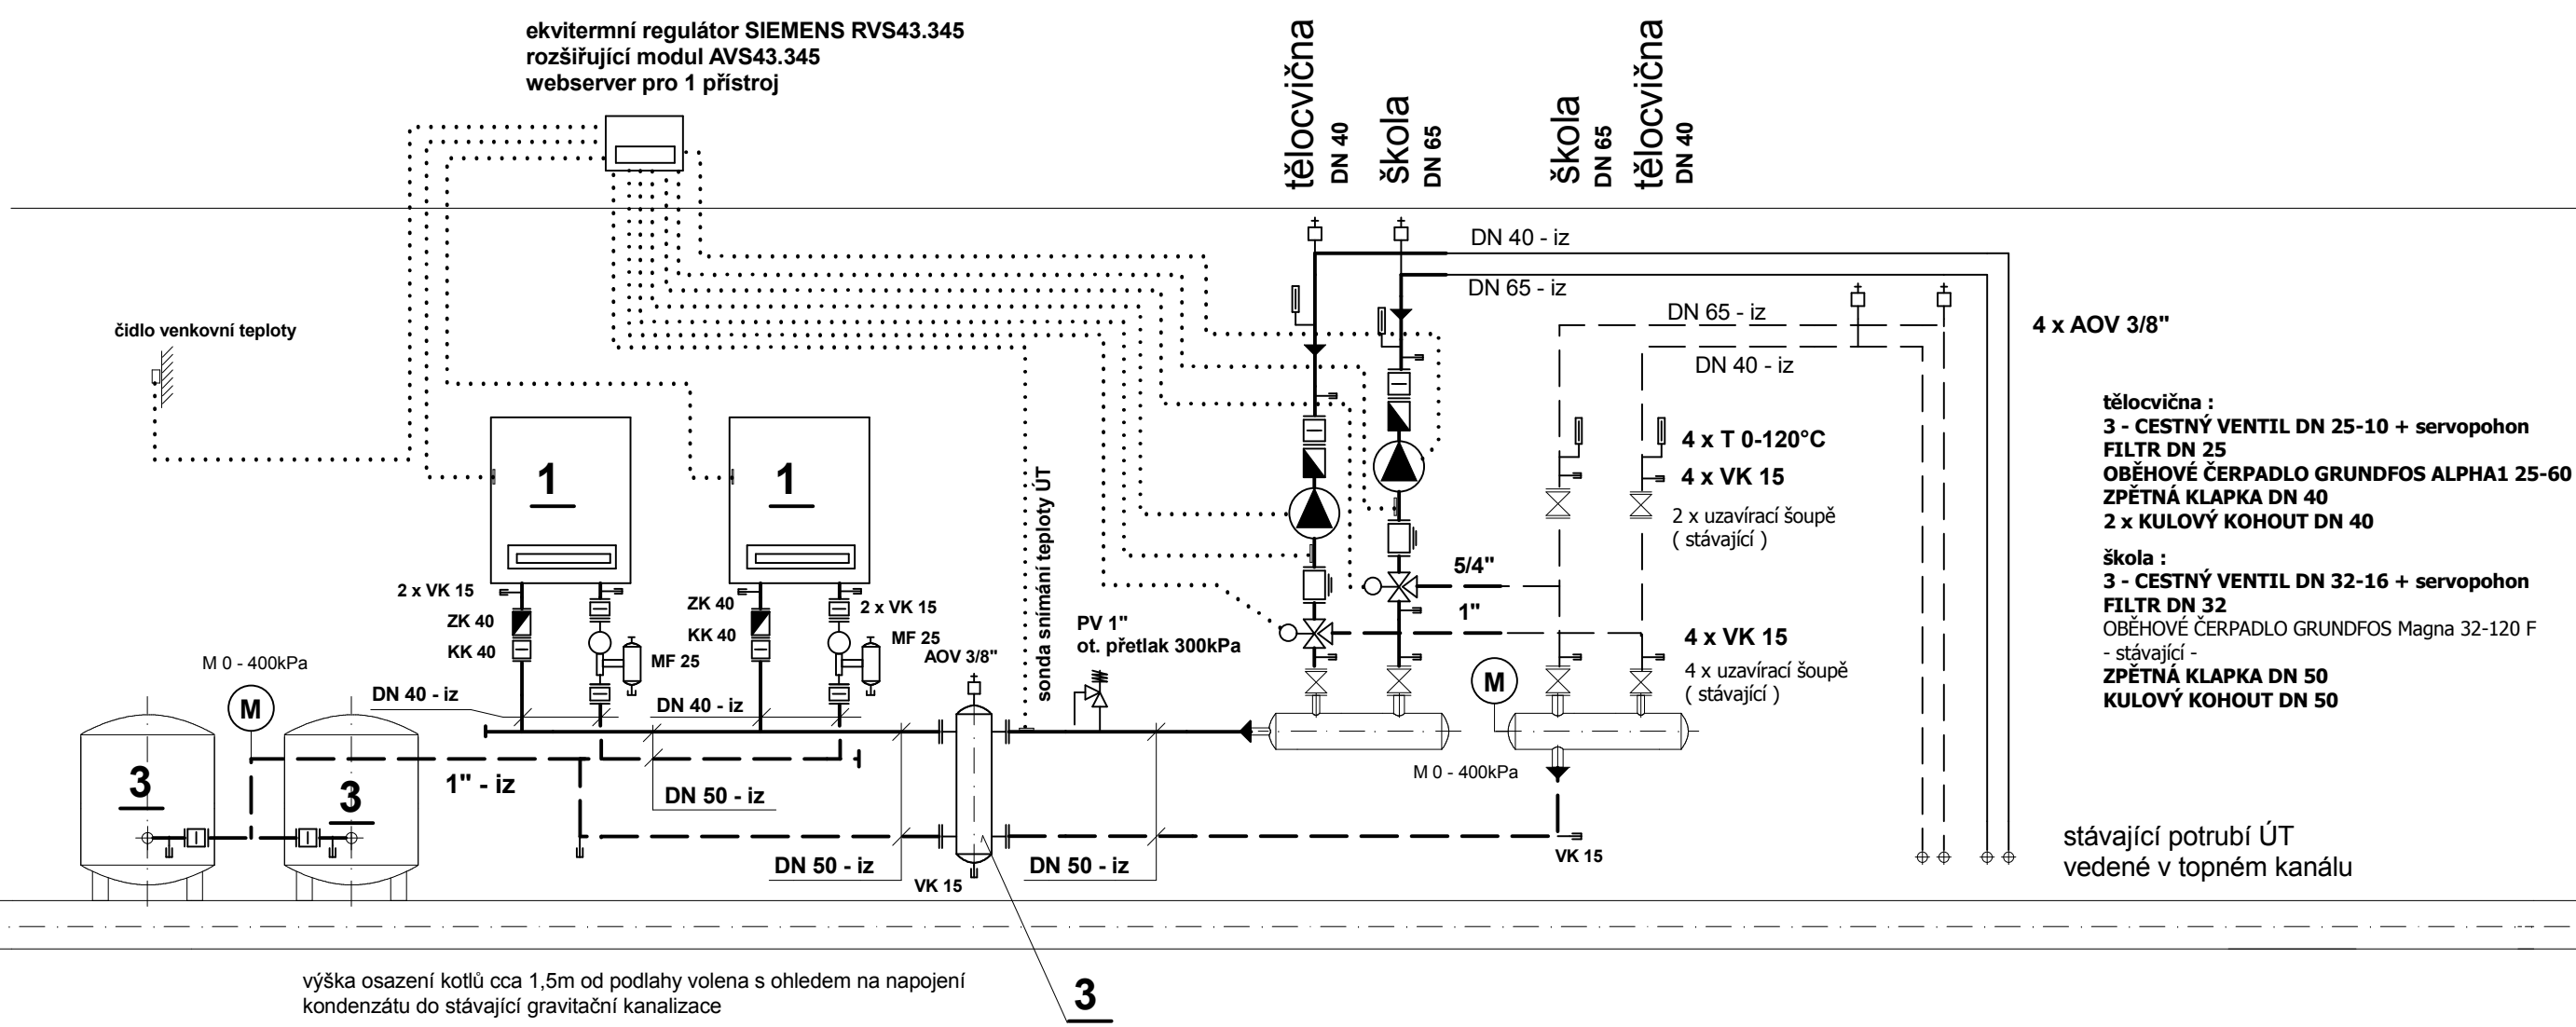 ekvitermní regulátor SIEMENS RVS43.345
rozšiřující modul AVS43.345
webserver pro 1 přístroj
tělocvična
DN 40
škola
DN 65
škola
DN 65
tělocvična
DN 40
DN 40 - iz
DN 65 - iz
DN 65 - iz
DN 40 - iz
4 x AOV 3/8"
čidlo venkovní teploty
tělocvična :
3 - CESTNÝ VENTIL DN 25-10 + servopohon
FILTR DN 25
OBĚHOVÉ ČERPADLO GRUNDFOS ALPHA1 25-60
ZPĚTNÁ KLAPKA DN 40
2 x KULOVÝ KOHOUT DN 40
škola :
3 - CESTNÝ VENTIL DN 32-16 + servopohon
FILTR DN 32
OBĚHOVÉ ČERPADLO GRUNDFOS Magna 32-120 F
- stávající -
ZPĚTNÁ KLAPKA DN 50
KULOVÝ KOHOUT DN 50
4 x T 0-120°C
4 x VK 15
2 x uzavírací šoupě
( stávající )
1
1
sonda snímání teploty ÚT
5/4"
1"
2 x VK 15
ZK 40
KK 40
MF 25
ZK 40
KK 40
2 x VK 15
MF 25
AOV 3/8"
PV 1"
ot. přetlak 300kPa
4 x VK 15
4 x uzavírací šoupě
( stávající )
M 0 - 400kPa
M
M
DN 40 - iz
DN 40 - iz
M 0 - 400kPa
3
3
1" - iz
DN 50 - iz
DN 50 - iz
VK 15
DN 50 - iz
VK 15
stávající potrubí ÚT
vedené v topném kanálu
výška osazení kotlů cca 1,5m od podlahy volena s ohledem na napojení
kondenzátu do stávající gravitační kanalizace
3